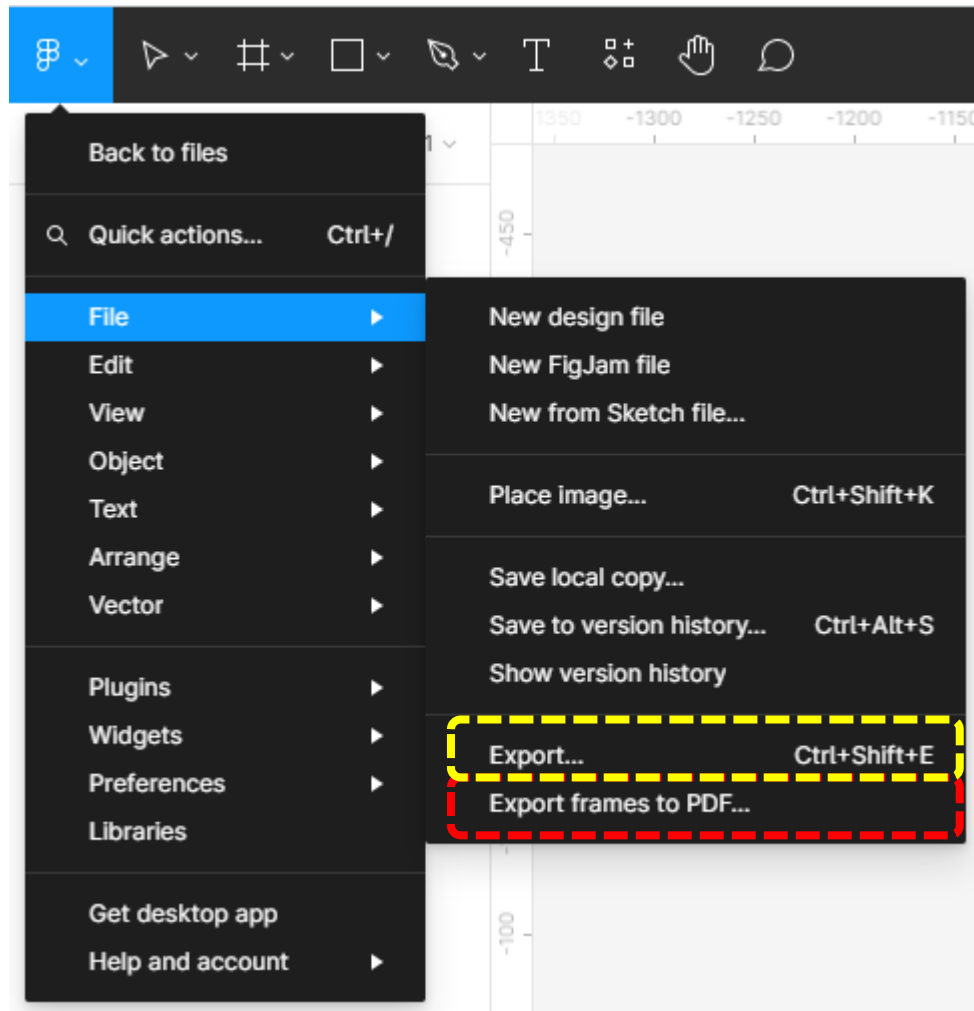 1350 -1300 -1250 -1200 -1150
1
-450
Back to files
Quick actions... Ctrl+/
File
Edit
View
Object
Text
Arrange
Vector
Plugins
Widgets
Preferences
Libraries
Get desktop app
Help and account
New design file
New FigJam file
New from Sketch file...
Place image... Ctrl+Shift+K
Save local copy...
Save to version history... Ctrl+Alt+S
Show version history
Export... Ctrl+Shift+E
Export frames to PDF...
-100